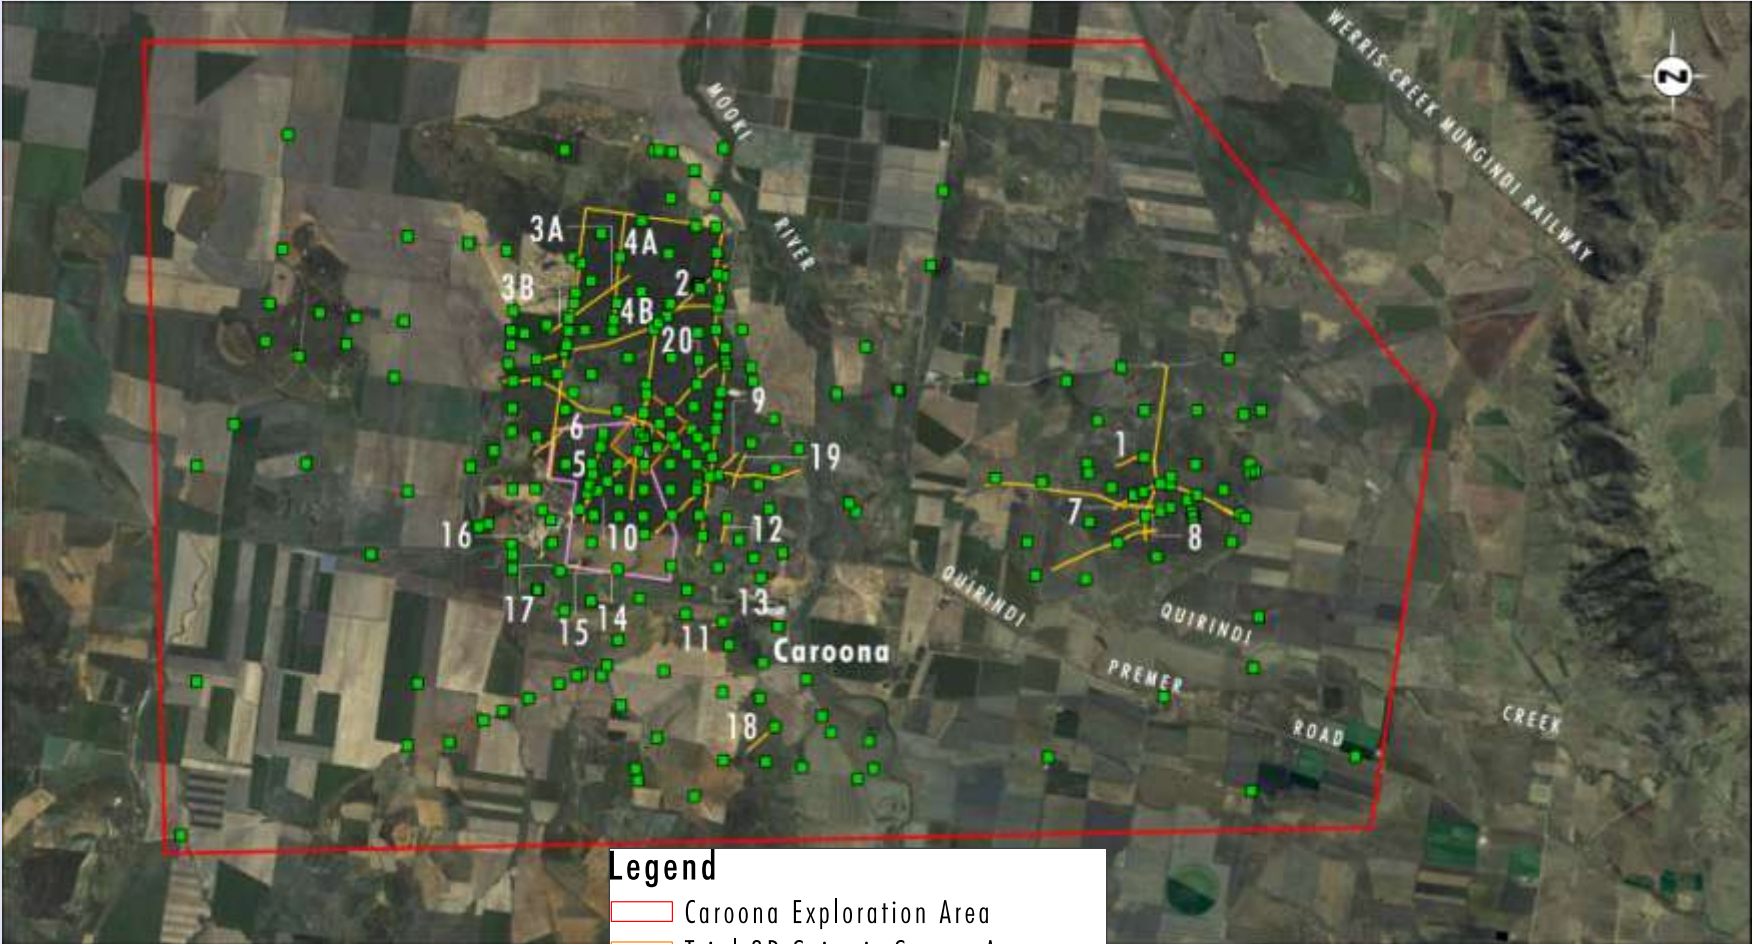 WERRIS CREEK MUNGINDI RAILWAY
N
MOOKI
RIVER
3A
4A
2
3B
4B
20
9
6
5
19
1
7
8
16
10
12
QUIRINDI
QUIRINDI
17
15
14
13
11
Caroona
PREMER
ROAD
CREEK
18
Legend
Caroona Exploration Area